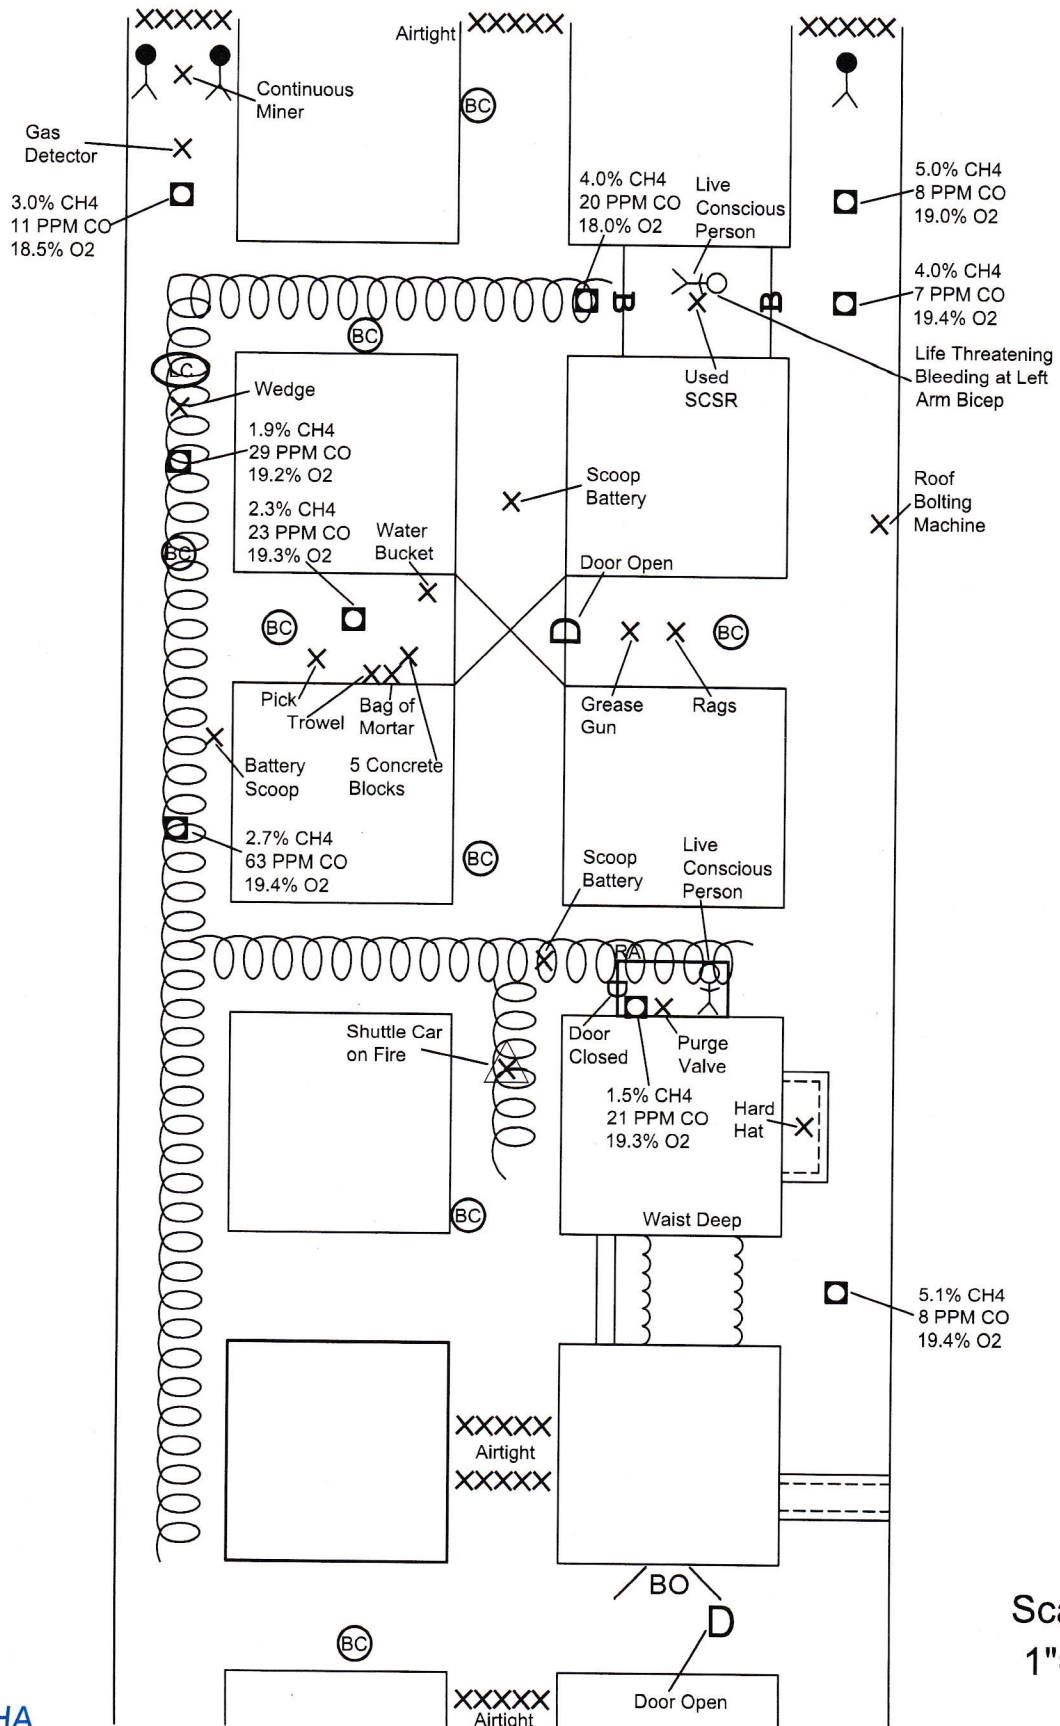 XXXXX
XXXXX
XXXXX
Airtight
Continuous
Miner
BC
Gas
Detector
3.0% CH4
11 PPM CO
18.5% O2
4.0% CH4
20 PPM CO
18.0% O2
Live
Conscious
Person
5.0% CH4
8 PPM CO
19.0% O2
4.0% CH4
7 PPM CO
19.4% O2
B
B
BC
Life Threatening
Bleeding at Left
Arm Bicep
Used
SCSR
Wedge
1.9% CH4
29 PPM CO
19.2% O2
2.3% CH4
23 PPM CO
19.3% O2
Water
Bucket
Scoop
Battery
Roof
Bolting
Machine
BC
Door Open
BC
D
BC
Pick
Trowel
Bag of
Mortar
Grease
Gun
Rags
Battery
Scoop
5 Concrete
Blocks
2.7% CH4
63 PPM CO
19.4% O2
BC
Scoop
Battery
Live
Conscious
Person
RA
D
Shuttle Car
on Fire
Door
Closed
Purge
Valve
1.5% CH4
21 PPM CO
19.3% O2
Hard
Hat
BC
Waist Deep
5.1% CH4
8 PPM CO
19.4% O2
XXXXX
Airtight
XXXXX
BO
D
BC
XXXXX
Airtight
Door Open